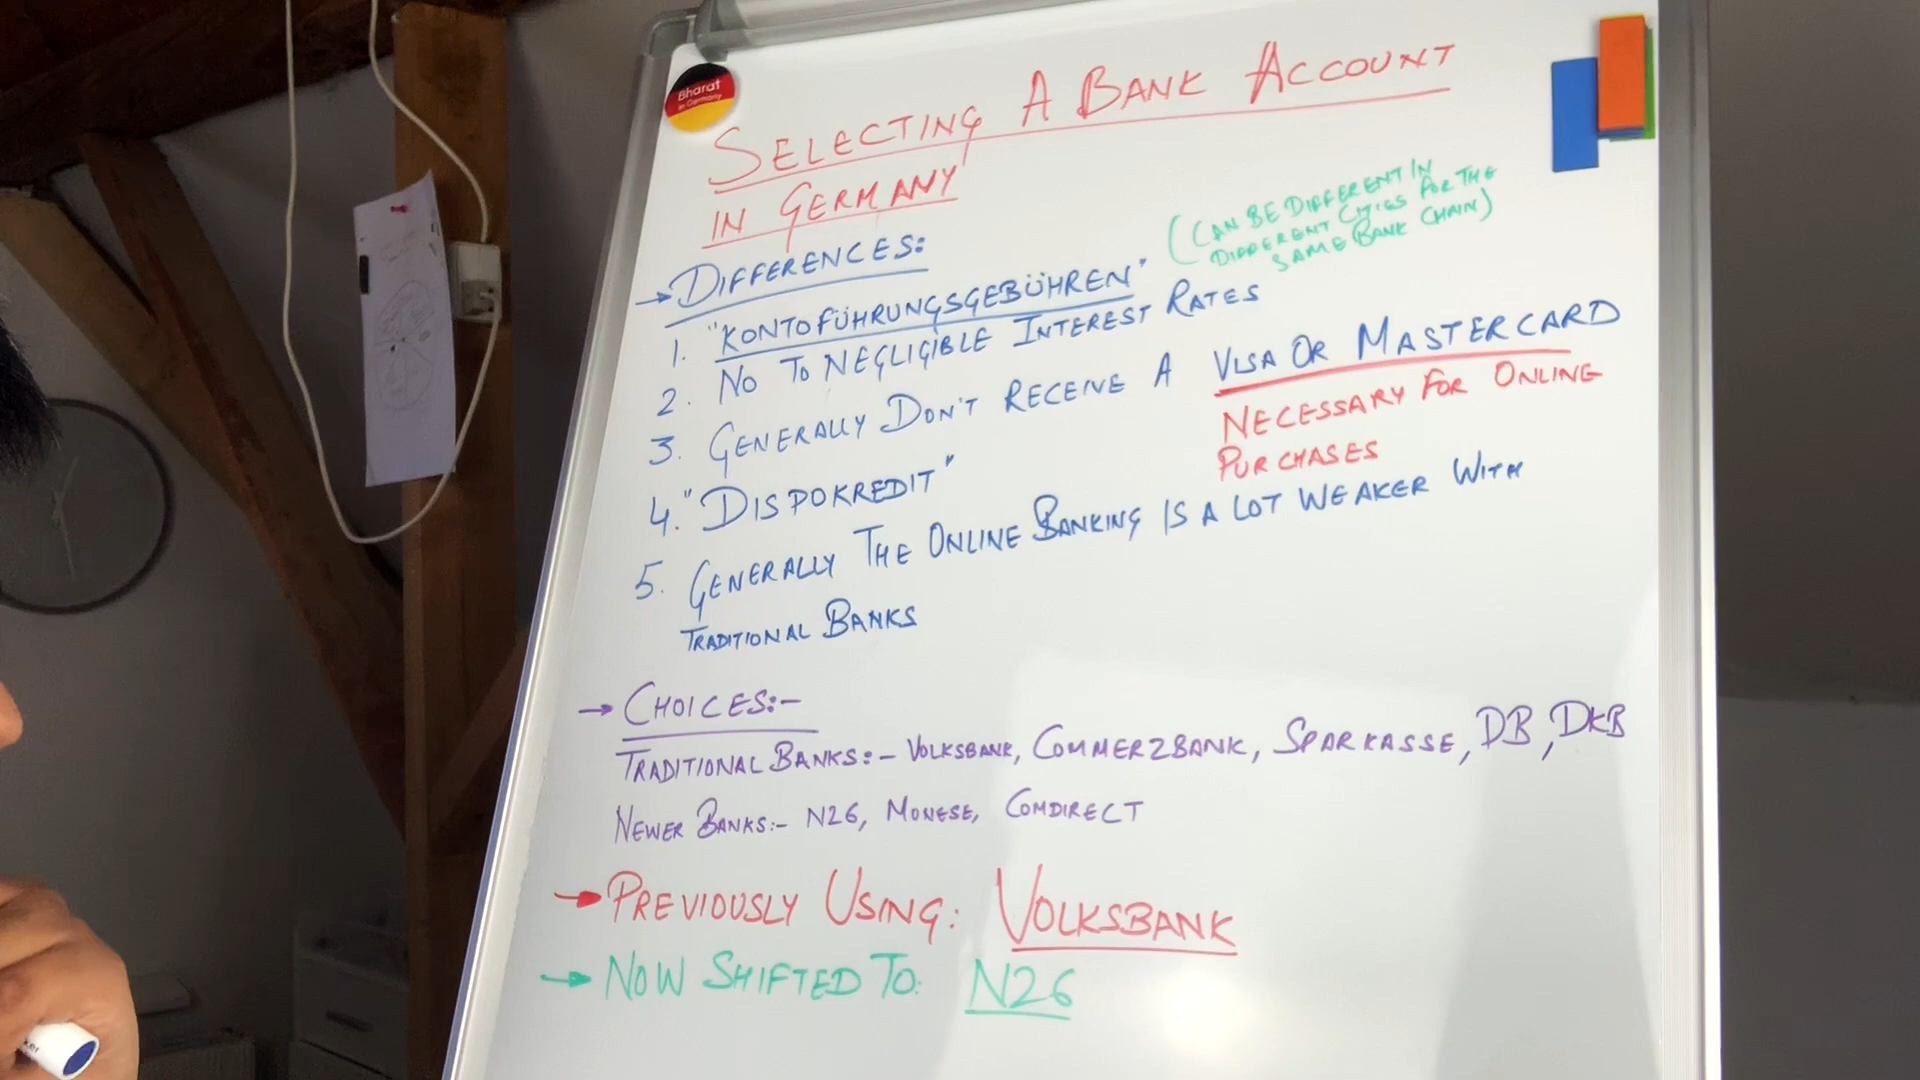 Bharat
in Germany
SELECTING A BANK ACCOUNT
IN GERMANY
(CAN BE DIFFERENT IN
DIFFERENT CITIES FOR THE
SAME BANK CHAIN)
→ DIFFERENCES:
1. "KONTOFÜHRUNGSGEBÜHREN"
2. NO TO NEGLIGIBLE INTEREST RATES
3. GENERALLY DON'T RECEIVE A VISA OR MASTERCARD
NECESSARY FOR ONLINE
PURCHASES
4. "DISPOKREDIT"
5. GENERALLY THE ONLINE BANKING IS A LOT WEAKER WITH
TRADITIONAL BANKS
→ CHOICES:-
TRADITIONAL BANKS:- VOLKSBANK, COMMERZBANK, SPARKASSE, DB, DKB
NEWER BANKS:- N26, MONESE, COMDIRECT
→ PREVIOUSLY USING: VOLKSBANK
→ NOW SHIFTED TO: N26